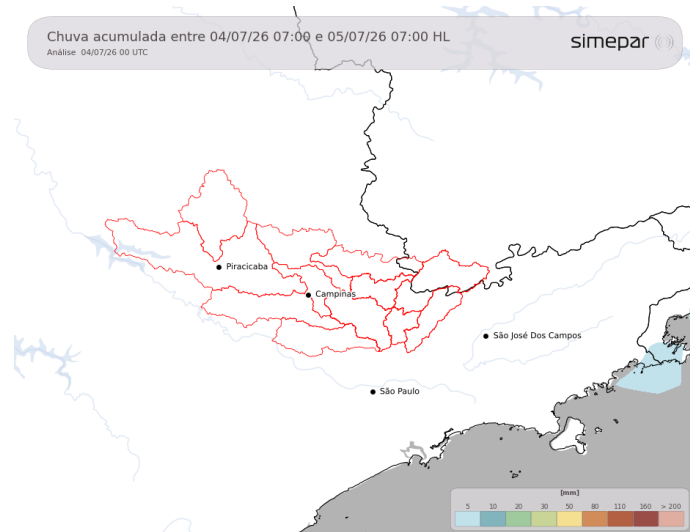 Chuva acumulada entre 04/07/26 07:00 e 05/07/26 07:00 HL
simepar
Análise 04/07/26 00 UTC
Piracicaba
Campinas
São José Dos Campos
São Paulo
[mm]
5 10 20 30 50 80 110 160 > 200